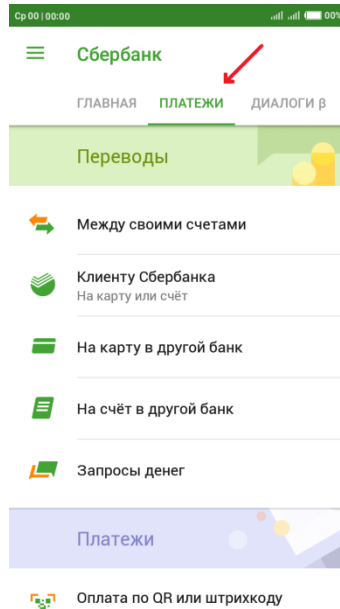 Ср 00 | 00:00 00%
Сбербанк
ГЛАВНАЯ ПЛАТЕЖИ ДИАЛОГИ β
Переводы
Между своими счетами
Клиенту Сбербанка
На карту или счёт
На карту в другой банк
На счёт в другой банк
Запросы денег
Платежи
Оплата по QR или штрихкоду